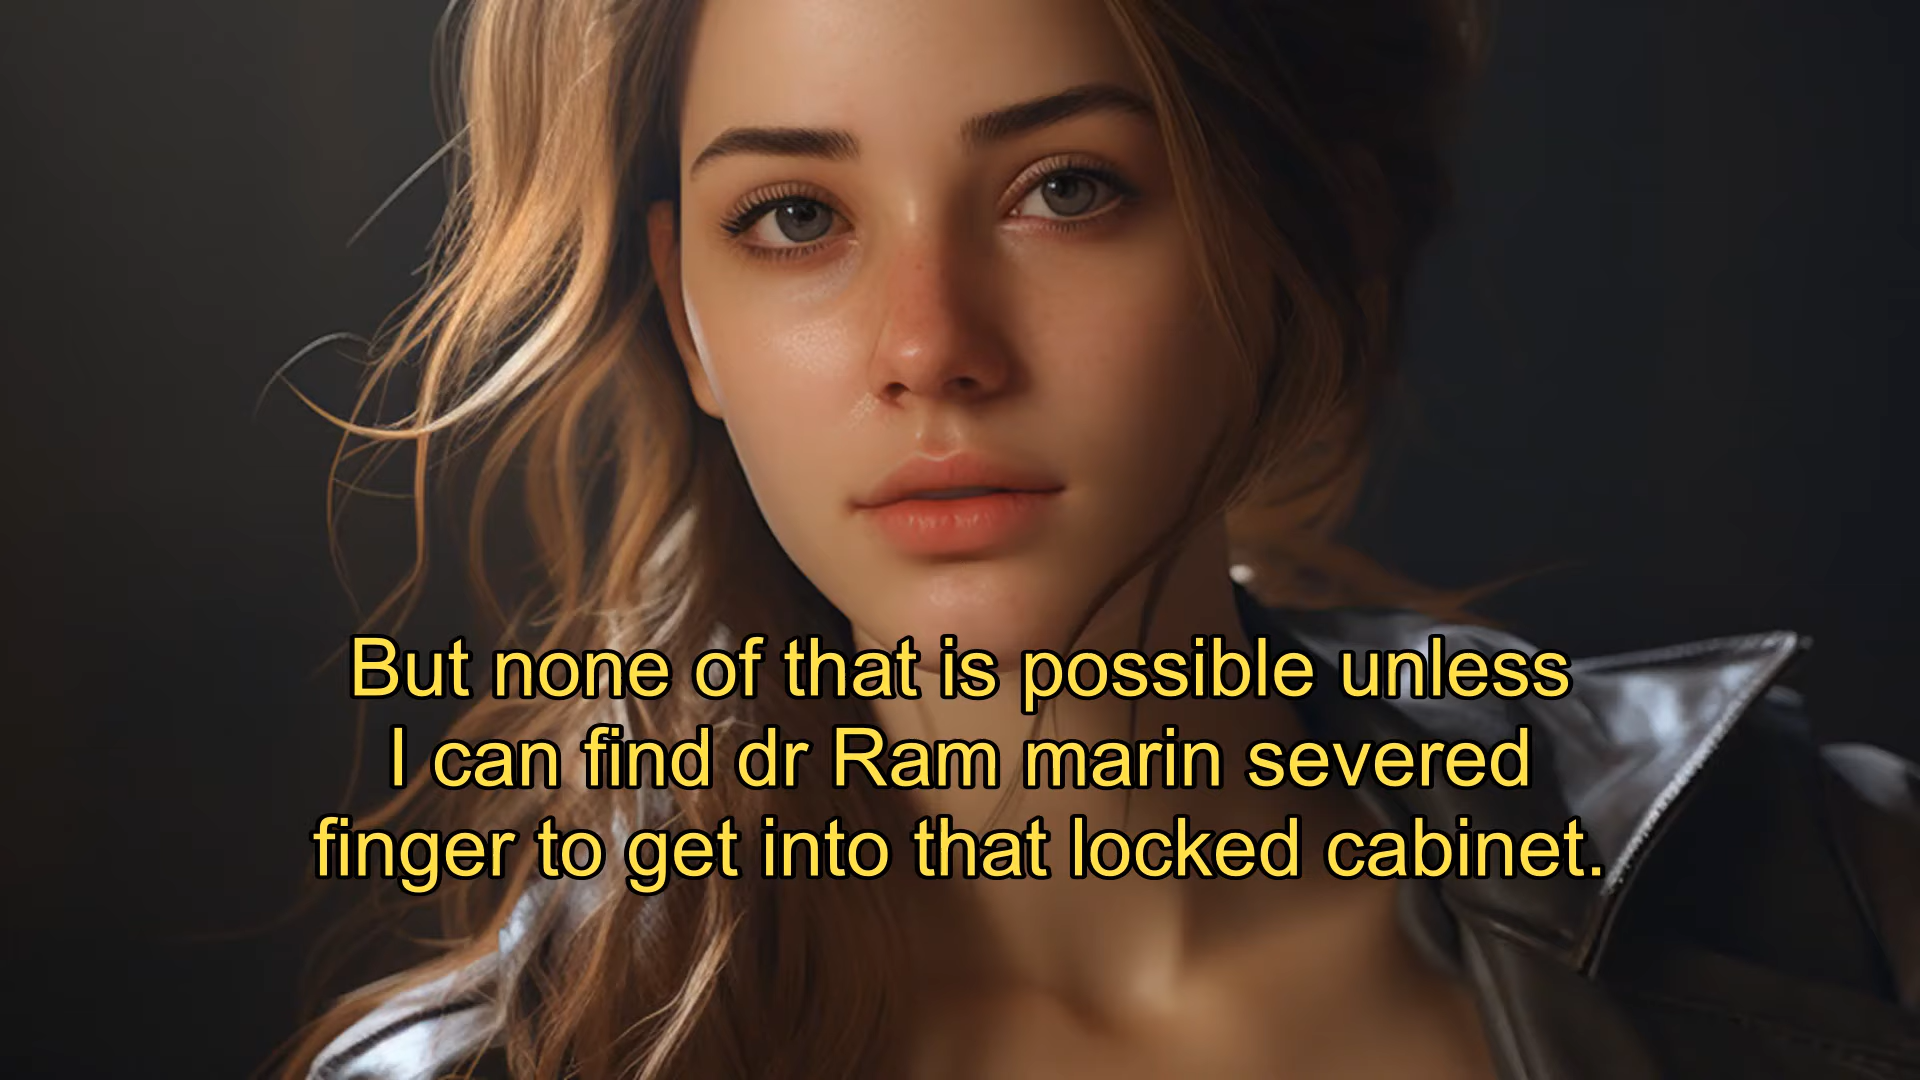 But none of that is possible unless
I can find dr Ram marin severed
finger to get into that locked cabinet.